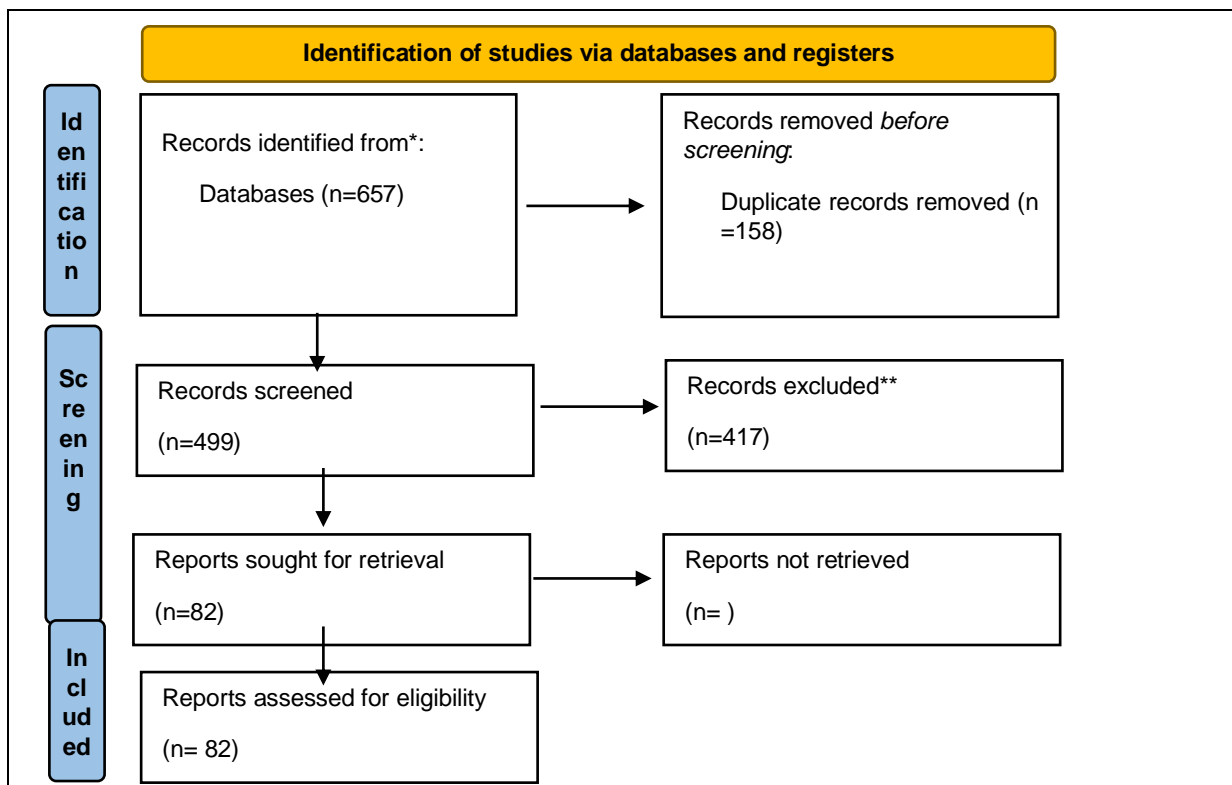 Identification of studies via databases and registers
Id
en
tifi
ca
tio
n
Records identified from*:
Databases (n=657)
Records removed before
screening:
Duplicate records removed (n
=158)
Sc
re
en
in
g
Records screened
(n=499)
Records excluded**
(n=417)
Reports sought for retrieval
(n=82)
Reports not retrieved
(n= )
In
cl
ud
ed
Reports assessed for eligibility
(n= 82)